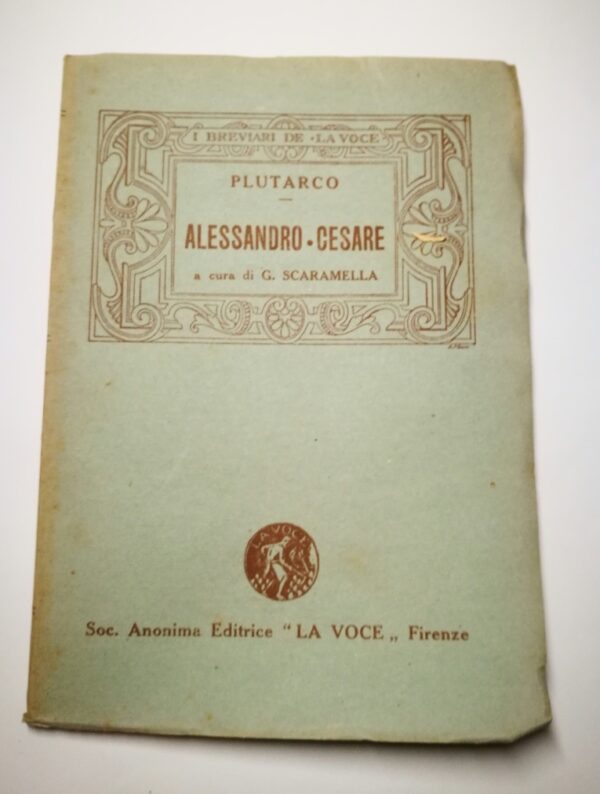 I BREVIARI DE «LA VOCE»
PLUTARCO
ALESSANDRO • CESARE
a cura di G. SCARAMELLA
LA VOCE
Soc. Anonima Editrice “LA VOCE„ Firenze